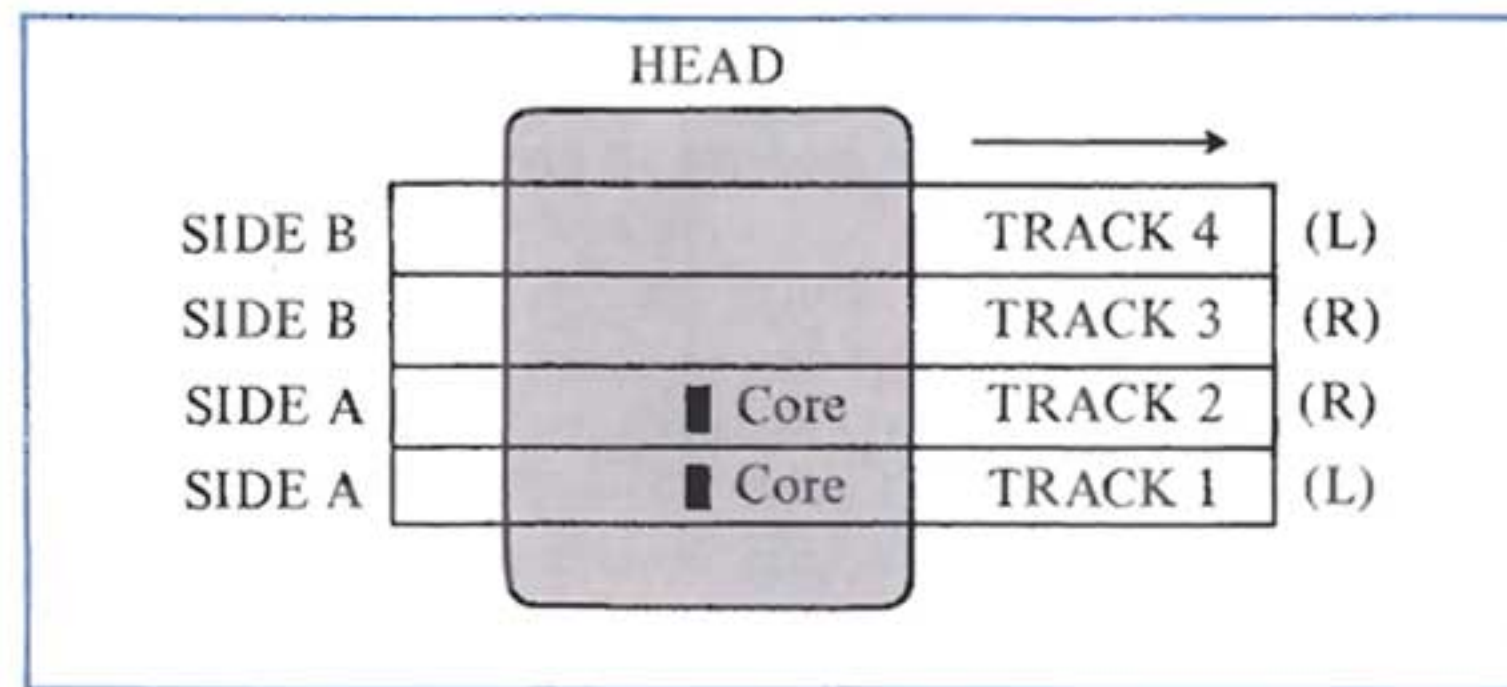 HEAD
SIDE B TRACK 4 (L)
SIDE B TRACK 3 (R)
SIDE A Core TRACK 2 (R)
SIDE A Core TRACK 1 (L)